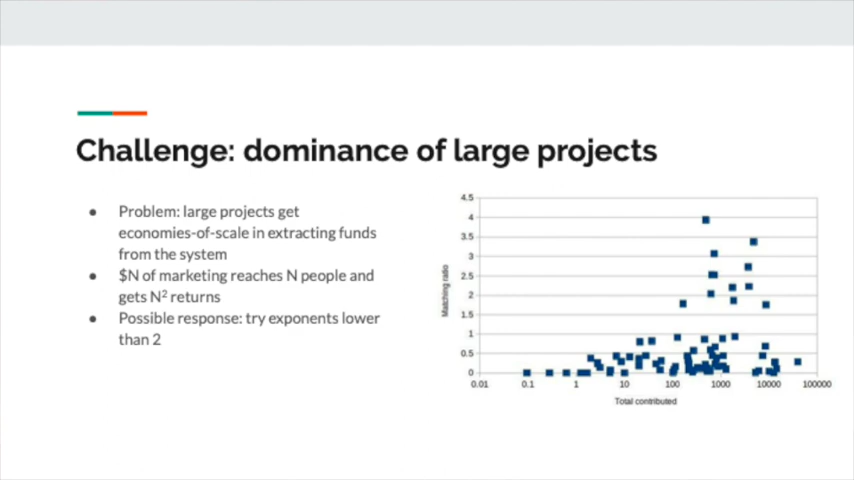 Challenge: dominance of large projects
● Problem: large projects get
economies-of-scale in extracting funds
from the system
● $N of marketing reaches N people and
gets N² returns
● Possible response: try exponents lower
than 2
4.5
4
3.5
3
2.5
2
1.5
1
0.5
0
Matching ratio
0.01 0.1 1 10 100 1000 10000 100000
Total contributed